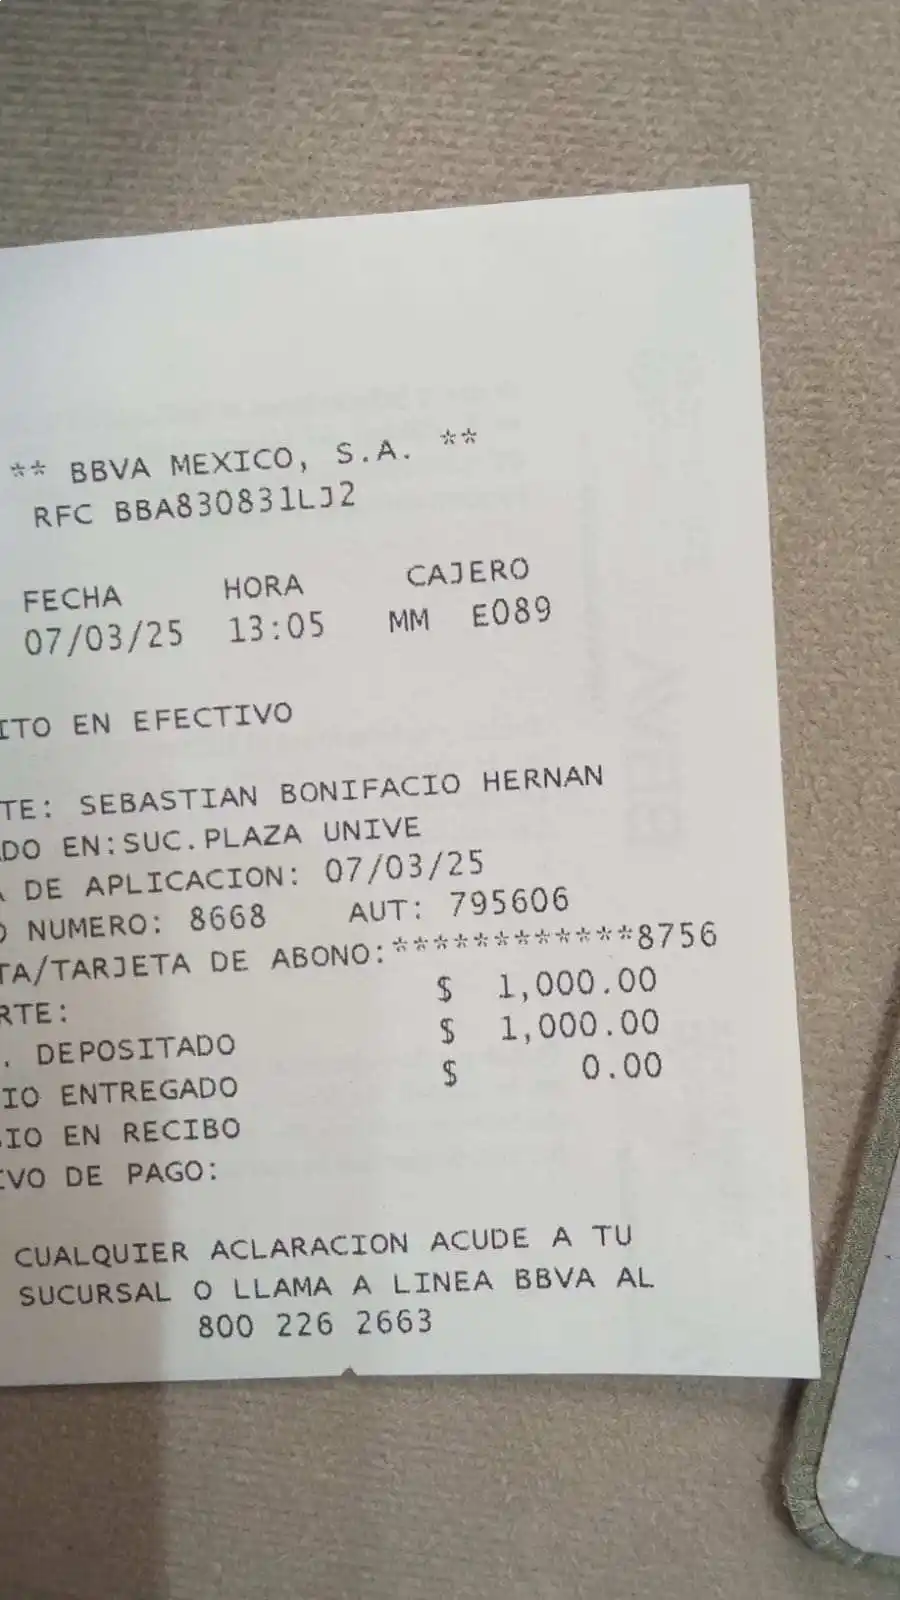 ** BBVA MEXICO, S.A. **
RFC BBA830831LJ2
FECHA HORA CAJERO
07/03/25 13:05 MM E089
ITO EN EFECTIVO
TE: SEBASTIAN BONIFACIO HERNAN
DO EN:SUC.PLAZA UNIVE
A DE APLICACION: 07/03/25
O NUMERO: 8668 AUT: 795606
TA/TARJETA DE ABONO:************8756
RTE: $ 1,000.00
. DEPOSITADO $ 1,000.00
IO ENTREGADO $ 0.00
IO EN RECIBO
IVO DE PAGO:
CUALQUIER ACLARACION ACUDE A TU
SUCURSAL O LLAMA A LINEA BBVA AL
800 226 2663